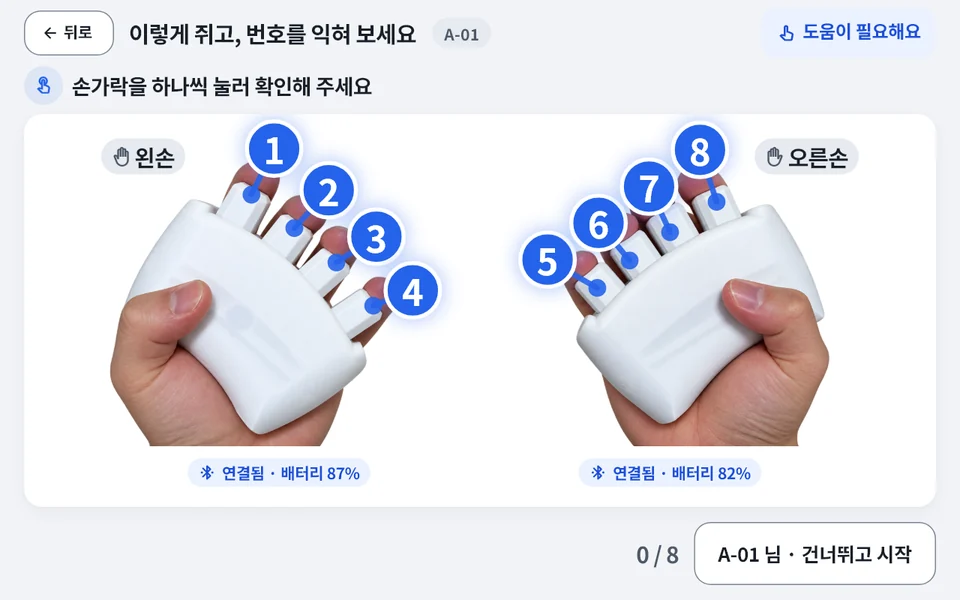 뒤로
이렇게 쥐고, 번호를 익혀 보세요
A-01
도움이 필요해요
손가락을 하나씩 눌러 확인해 주세요
왼손
1
2
3
4
오른손
8
7
6
5
연결됨 · 배터리 87%
연결됨 · 배터리 82%
0 / 8
A-01 님 · 건너뛰고 시작